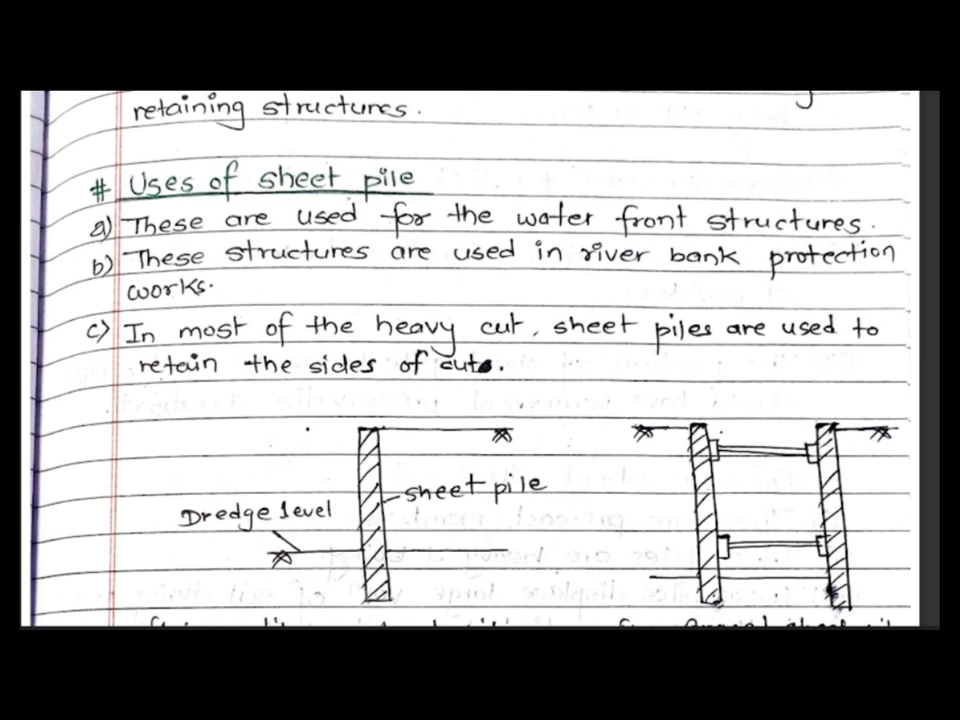 retaining structures.
# Uses of sheet pile
a) These are used for the water front structures.
b) These structures are used in river bank protection
works.
c) In most of the heavy cut, sheet piles are used to
retain the sides of cut.
sheet pile
Dredge level